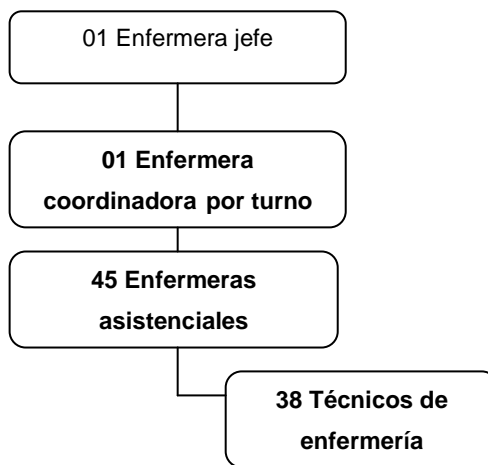 01 Enfermera jefe
01 Enfermera
coordinadora por turno
45 Enfermeras
asistenciales
38 Técnicos de
enfermería